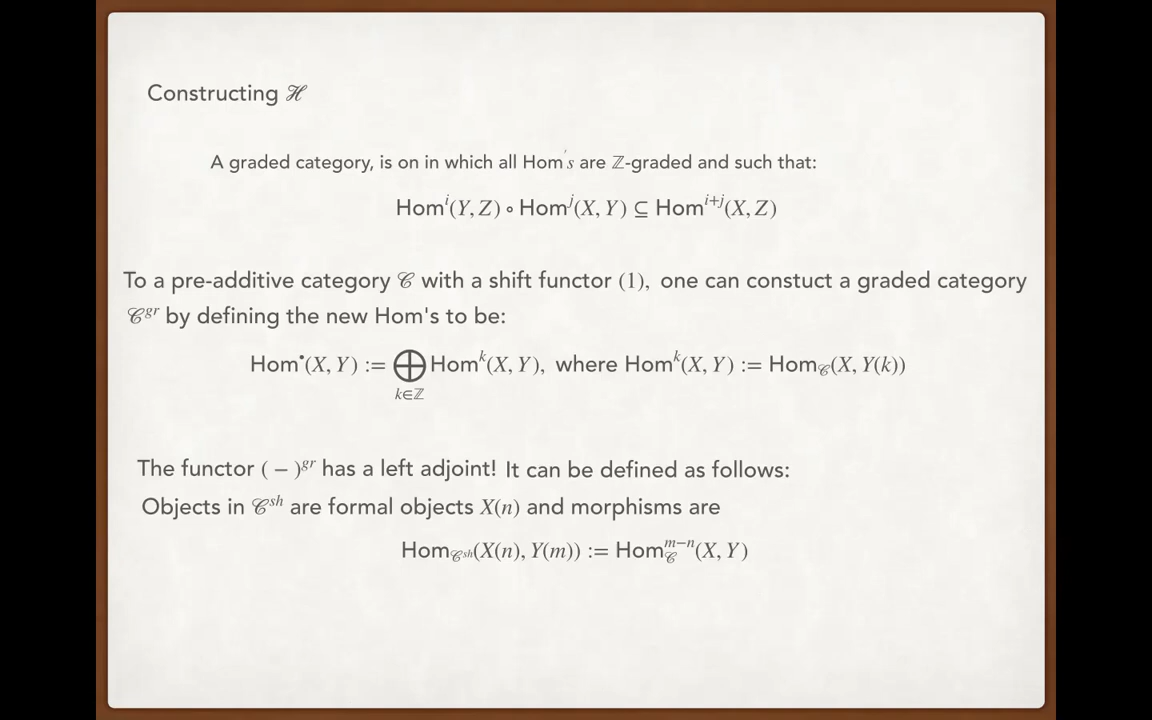 Constructing ℋ
A graded category, is on in which all Hom's are ℤ-graded and such that:
Homⁱ(Y, Z) ∘ Homʲ(X, Y) ⊆ Homⁱ⁺ʲ(X, Z)
To a pre-additive category 𝒞 with a shift functor (1), one can constuct a graded category
𝒞^{gr} by defining the new Hom's to be:
Hom^•(X, Y) := ⨁_{k∈ℤ} Hom^k(X, Y), where Hom^k(X, Y) := Hom_𝒞(X, Y(k))
The functor ( − )^{gr} has a left adjoint! It can be defined as follows:
Objects in 𝒞^{sh} are formal objects X(n) and morphisms are
Hom_{𝒞^{sh}}(X(n), Y(m)) := Hom_𝒞^{m−n}(X, Y)